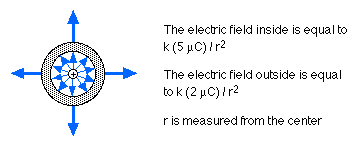 The electric field inside is equal to
k (5 µC) / r²
The electric field outside is equal
to k (2 µC) / r²
r is measured from the center
+